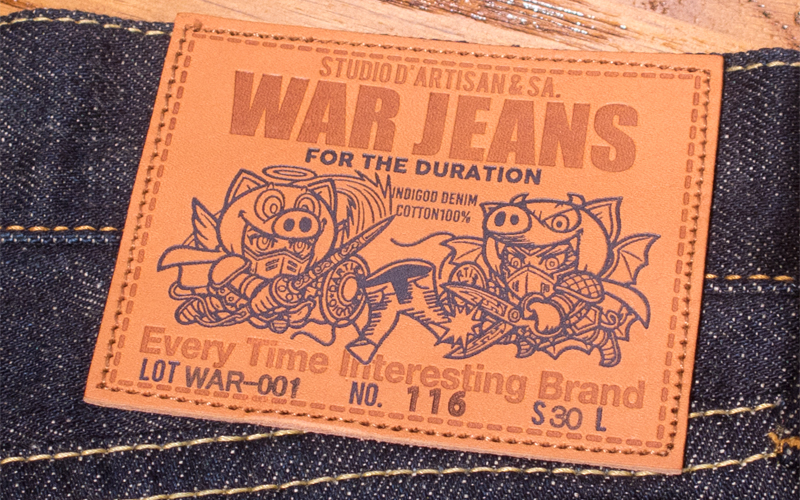 STUDIO D'ARTISAN & SA.
WAR JEANS
FOR THE DURATION
INDIGOD DENIM
COTTON100%
Every Time Interesting Brand
LOT WAR-001 NO. 116 S 30 L